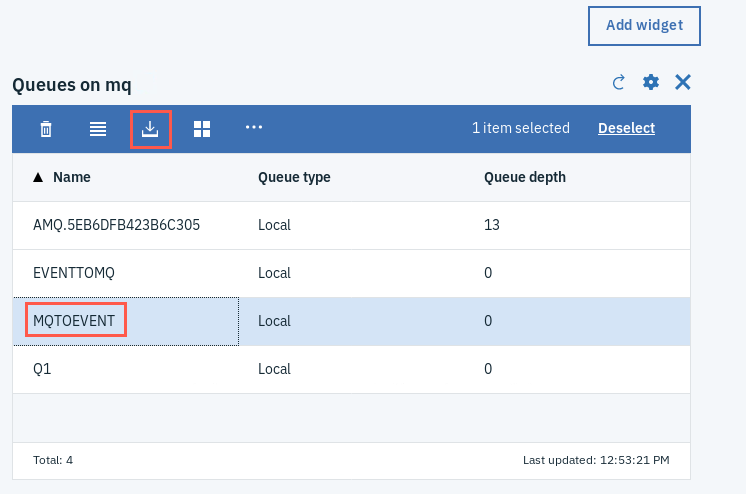 Add widget
Queues on mq
1 item selected Deselect
Name Queue type Queue depth
AMQ.5EB6DFB423B6C305 Local 13
EVENTTOMQ Local 0
MQTOEVENT Local 0
Q1 Local 0
Total: 4 Last updated: 12:53:21 PM